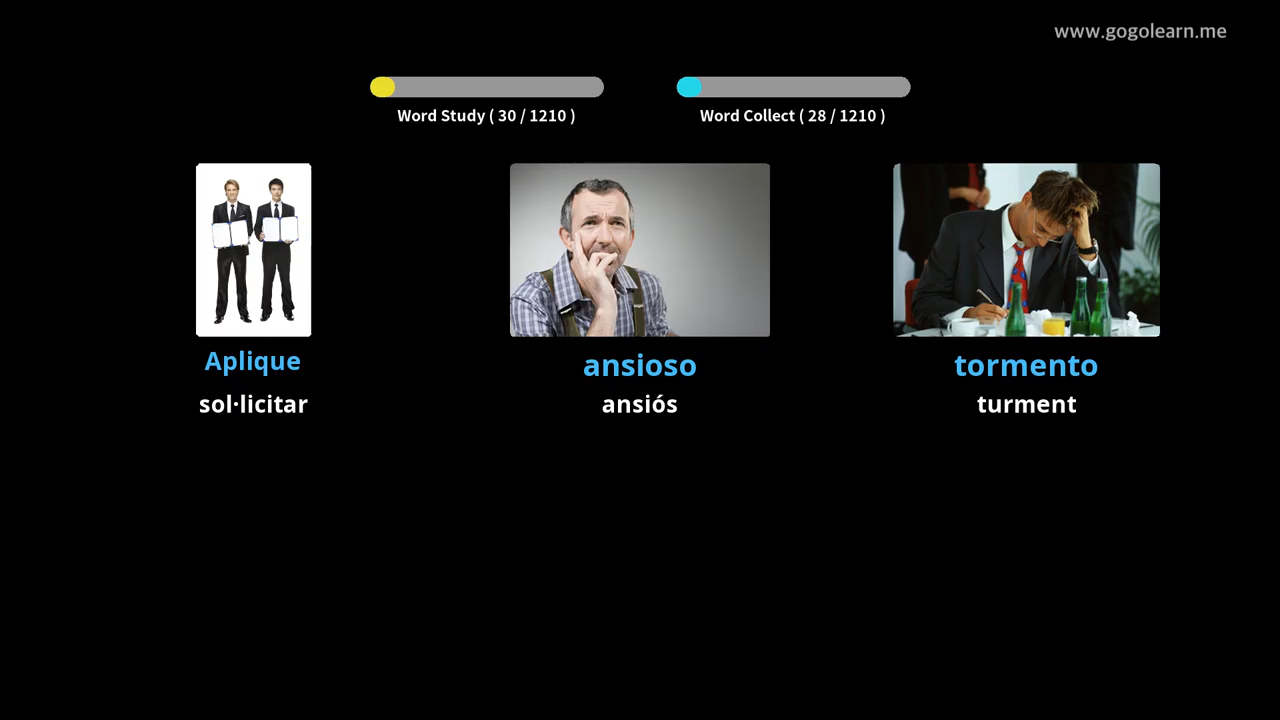 www.gogolearn.me
Word Study ( 30 / 1210 )
Word Collect ( 28 / 1210 )
Aplique
ansioso
tormento
sol·licitar
ansiós
turment